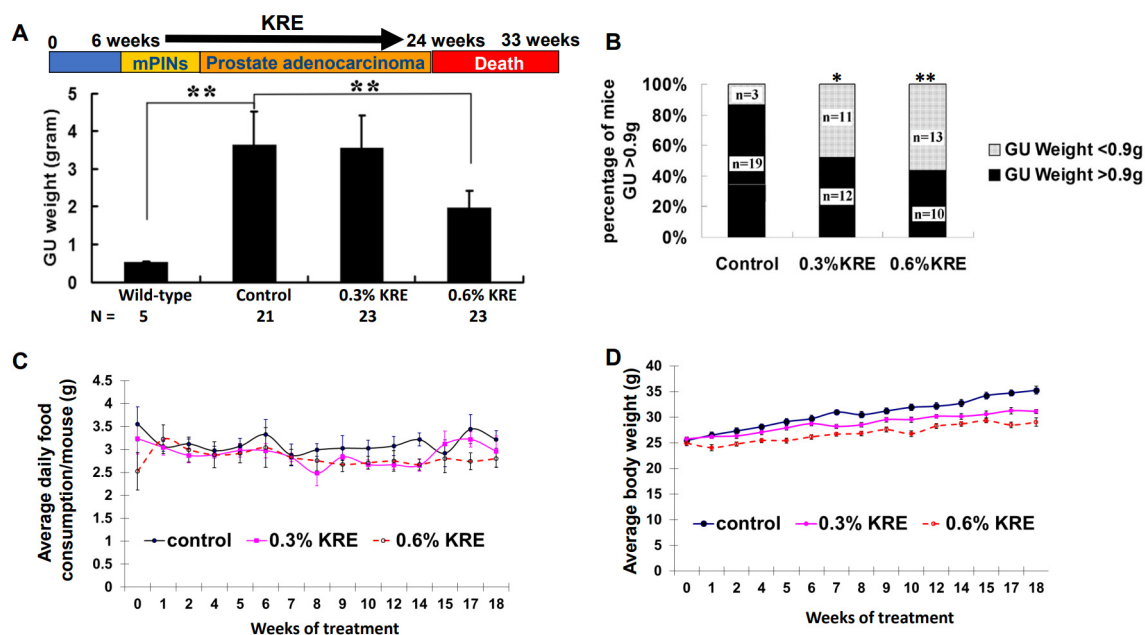 A
KRE
0 6 weeks 24 weeks 33 weeks
mPINs Prostate adenocarcinoma Death
GU weight (gram)
5
4
3
2
1
0
** **
Wild-type Control 0.3% KRE 0.6% KRE
N = 5 21 23 23
B
percentage of mice
GU >0.9g
100%
80%
60%
40%
20%
0%
* **
n=3 n=11 n=13
n=19 n=12 n=10
Control 0.3%KRE 0.6%KRE
GU Weight <0.9g
GU Weight >0.9g
C
Average daily food
consumption/mouse (g)
4.5
4
3.5
3
2.5
2
1.5
1
0.5
0
control 0.3% KRE 0.6% KRE
0 1 2 4 5 6 7 8 9 10 12 14 15 17 18
Weeks of treatment
D
Average body weight (g)
40
35
30
25
20
15
10
5
0
control 0.3% KRE 0.6% KRE
0 1 2 4 5 6 7 8 9 10 12 14 15 17 18
Weeks of treatment